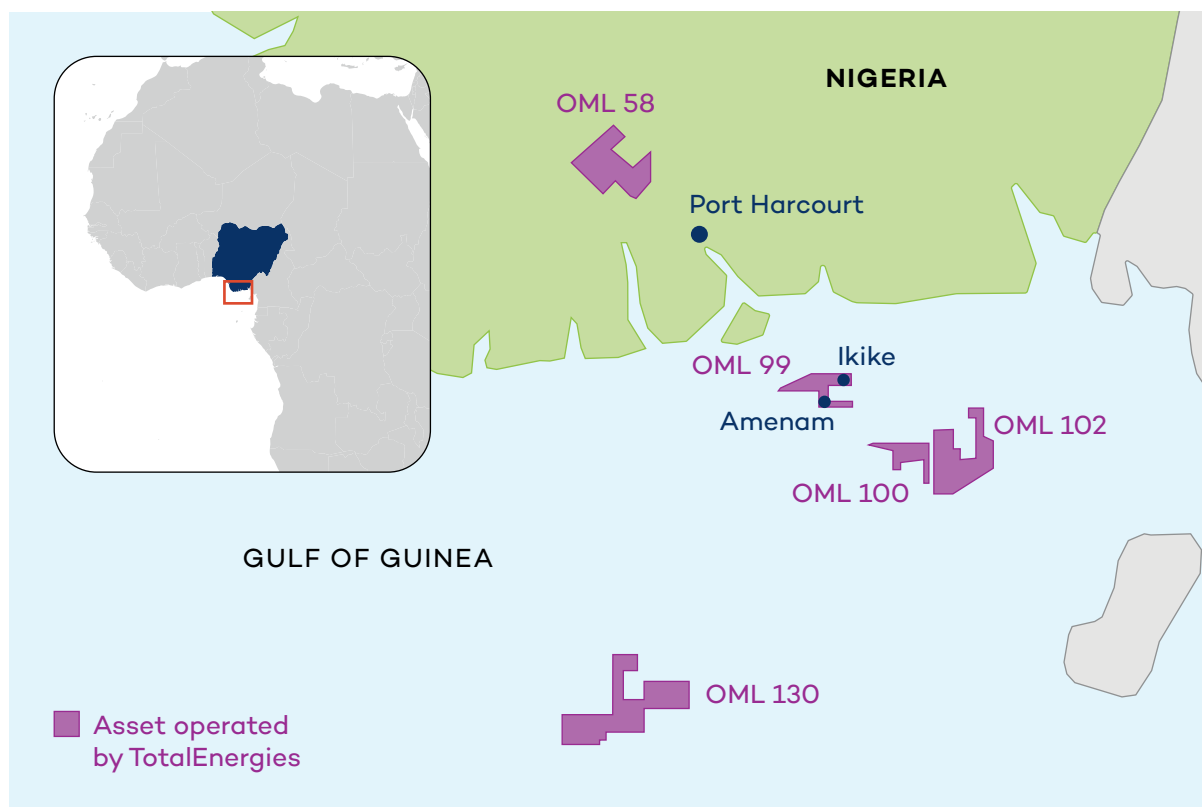 NIGERIA
OML 58
Port Harcourt
Ikike
OML 99
Amenam
OML 102
OML 100
GULF OF GUINEA
OML 130
Asset operated
by TotalEnergies